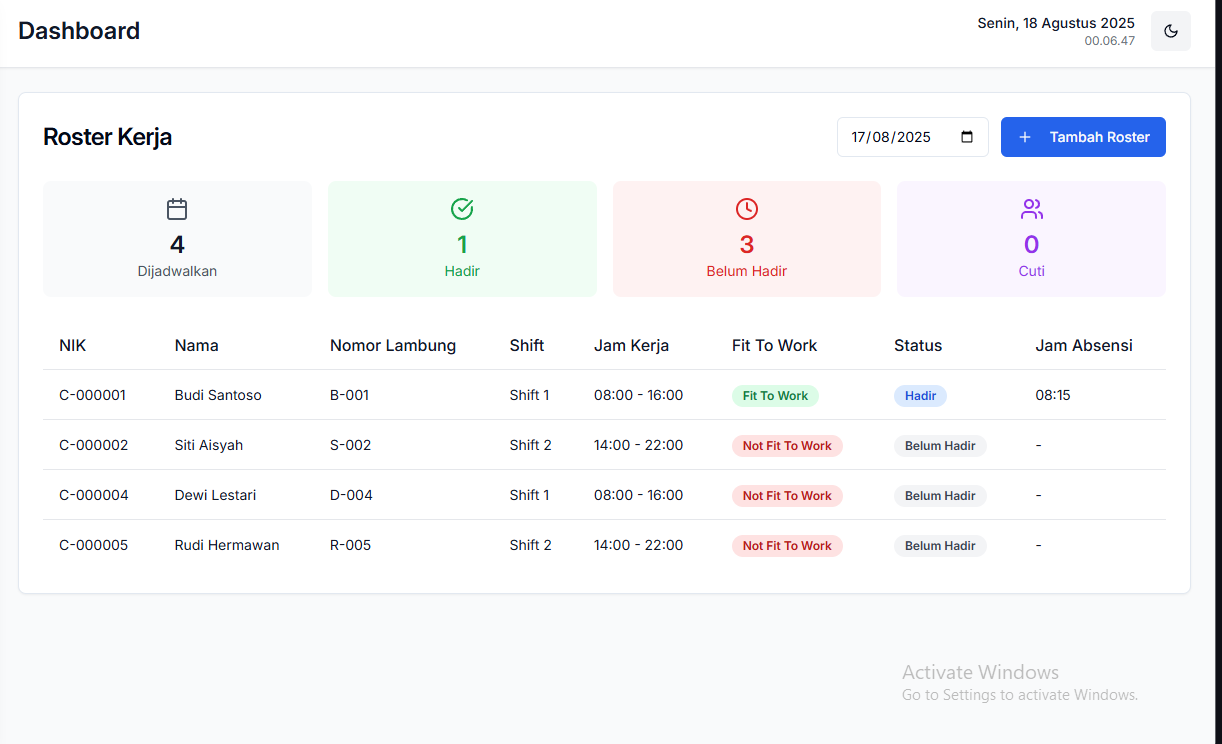 Dashboard
Senin, 18 Agustus 2025
00.06.47
Roster Kerja
17/08/2025
+ Tambah Roster
4
Dijadwalkan
1
Hadir
3
Belum Hadir
0
Cuti
NIK Nama Nomor Lambung Shift Jam Kerja Fit To Work Status Jam Absensi
C-000001 Budi Santoso B-001 Shift 1 08:00 - 16:00 Fit To Work Hadir 08:15
C-000002 Siti Aisyah S-002 Shift 2 14:00 - 22:00 Not Fit To Work Belum Hadir -
C-000004 Dewi Lestari D-004 Shift 1 08:00 - 16:00 Not Fit To Work Belum Hadir -
C-000005 Rudi Hermawan R-005 Shift 2 14:00 - 22:00 Not Fit To Work Belum Hadir -
Activate Windows
Go to Settings to activate Windows.